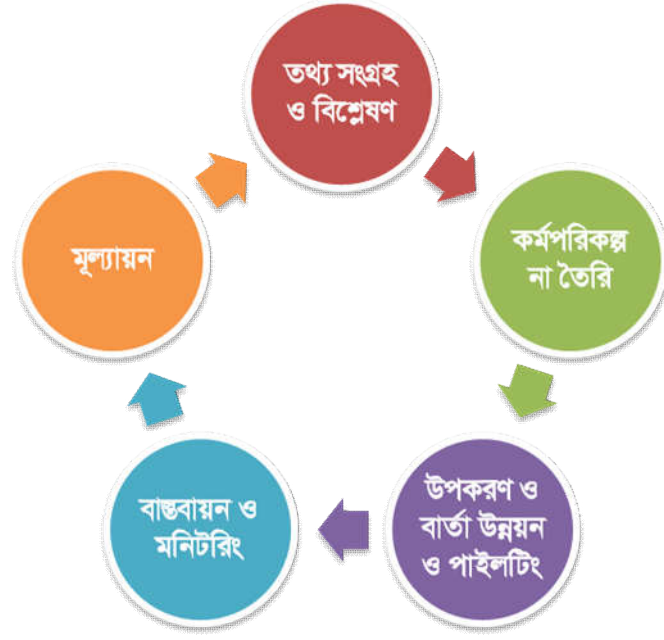 তথ্য সংগ্রহ
ও বিশ্লেষণ
কর্মপরিকল্প
না তৈরি
উপকরণ ও
বার্তা উন্নয়ন
ও পাইলটিং
বাস্তবায়ন ও
মনিটরিং
মূল্যায়ন